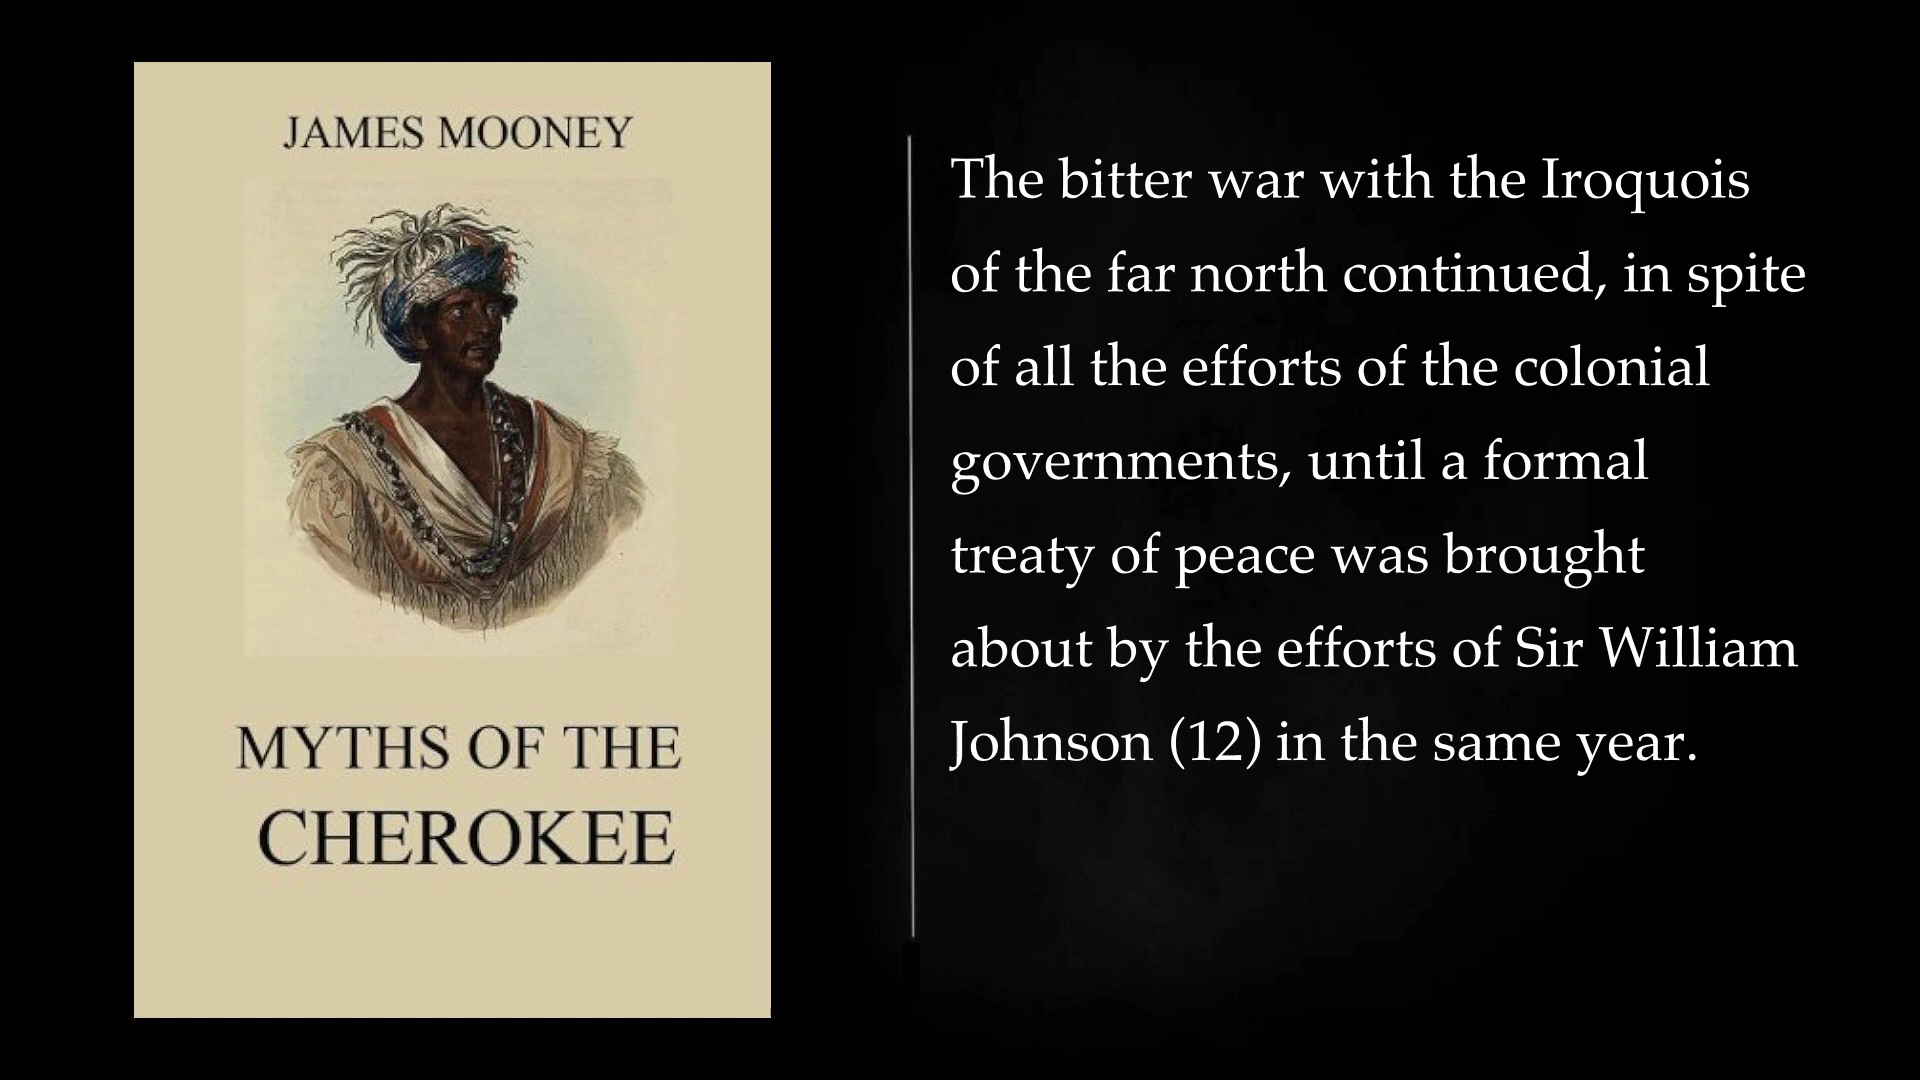 JAMES MOONEY
MYTHS OF THE
CHEROKEE
The bitter war with the Iroquois
of the far north continued, in spite
of all the efforts of the colonial
governments, until a formal
treaty of peace was brought
about by the efforts of Sir William
Johnson (12) in the same year.